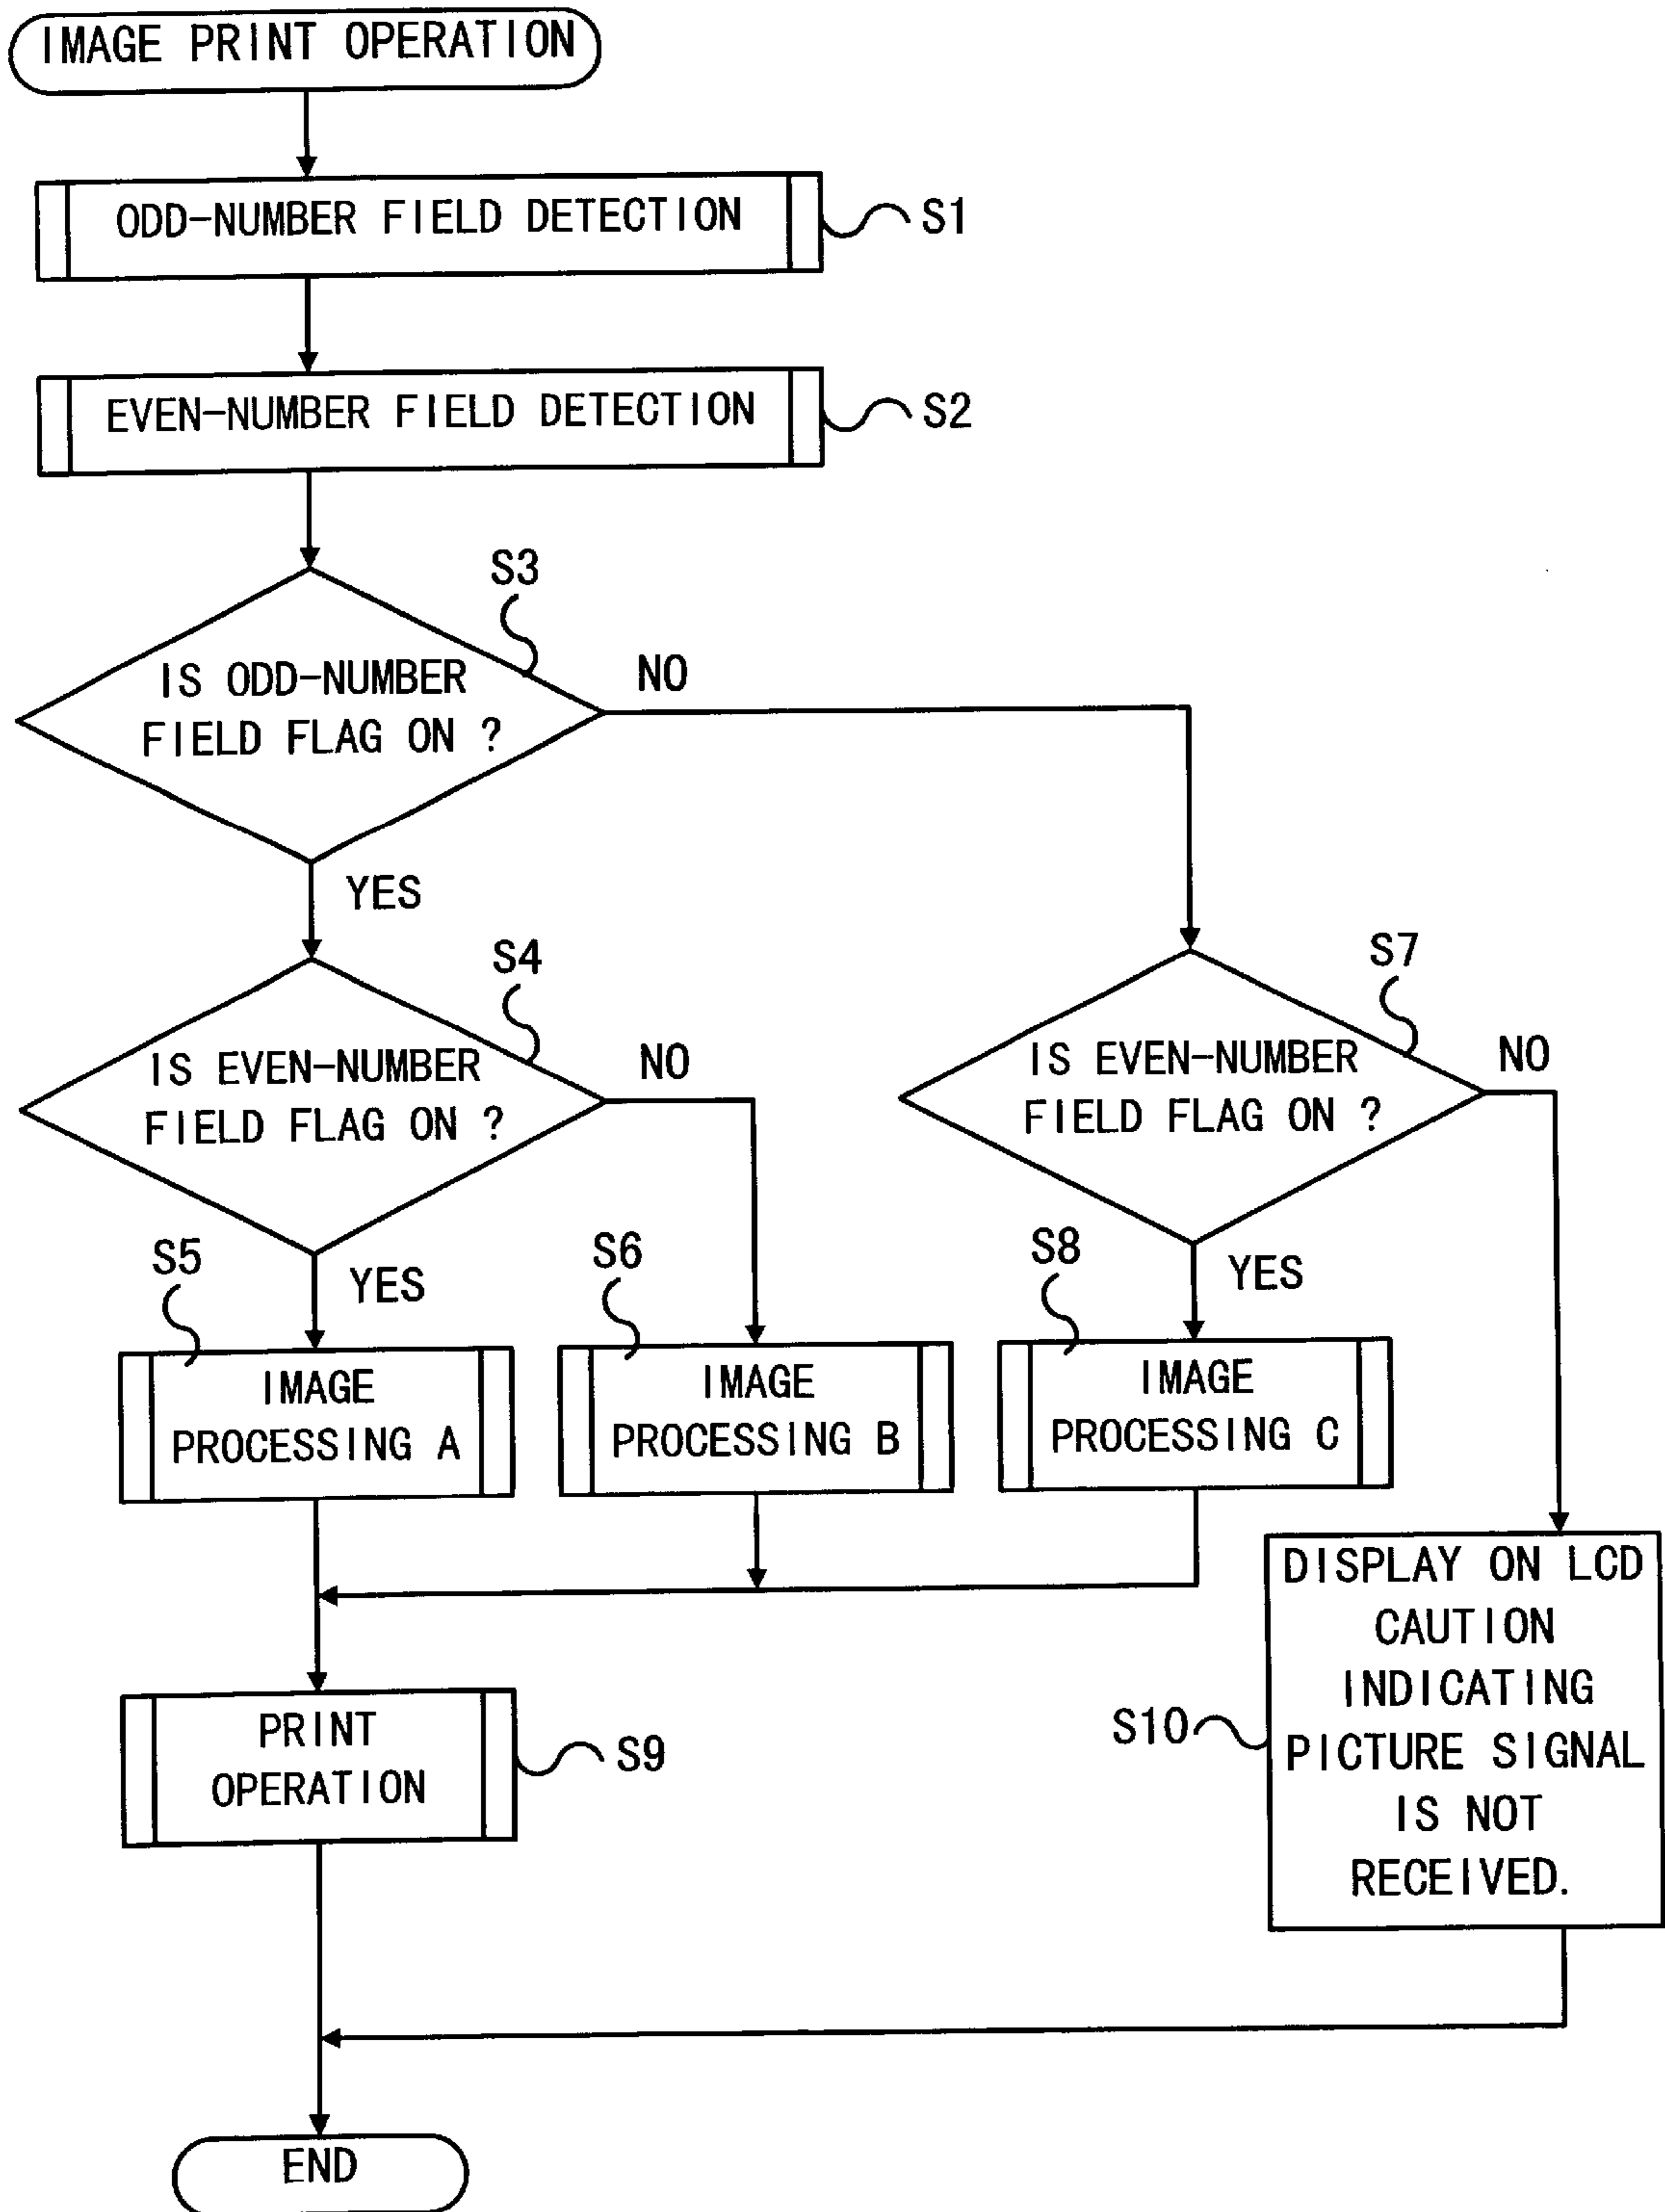 IMAGE PRINT OPERATION
ODD-NUMBER FIELD DETECTION
S1
EVEN-NUMBER FIELD DETECTION
S2
S3
IS ODD-NUMBER
FIELD FLAG ON ?
NO
YES
S4
IS EVEN-NUMBER
FIELD FLAG ON ?
NO
YES
S7
IS EVEN-NUMBER
FIELD FLAG ON ?
NO
YES
S5
IMAGE
PROCESSING A
S6
IMAGE
PROCESSING B
S8
IMAGE
PROCESSING C
PRINT
OPERATION
S9
S10
DISPLAY ON LCD
CAUTION
INDICATING
PICTURE SIGNAL
IS NOT
RECEIVED.
END